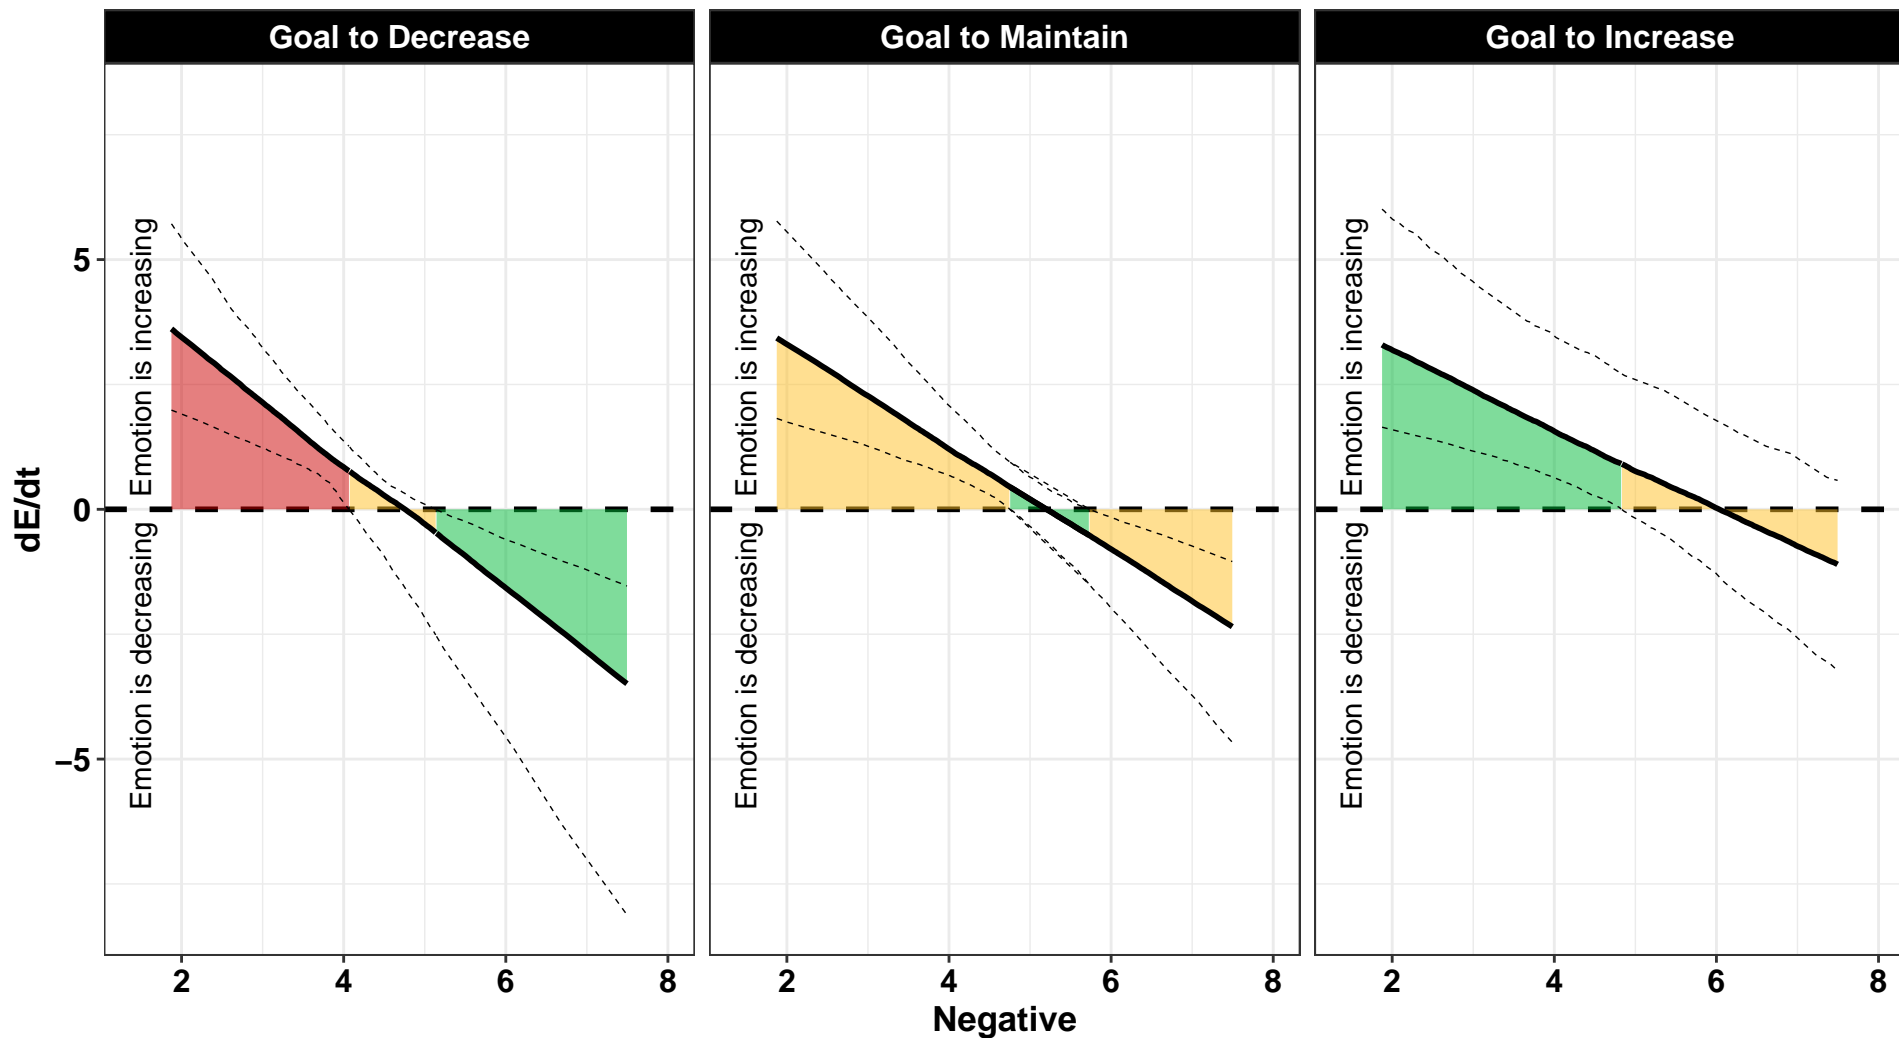 Goal to Decrease
Goal to Maintain
Goal to Increase
dE/dt
5
0
−5
Emotion is increasing
Emotion is decreasing
Emotion is increasing
Emotion is decreasing
Emotion is increasing
Emotion is decreasing
2 4 6 8
2 4 6 8
2 4 6 8
Negative